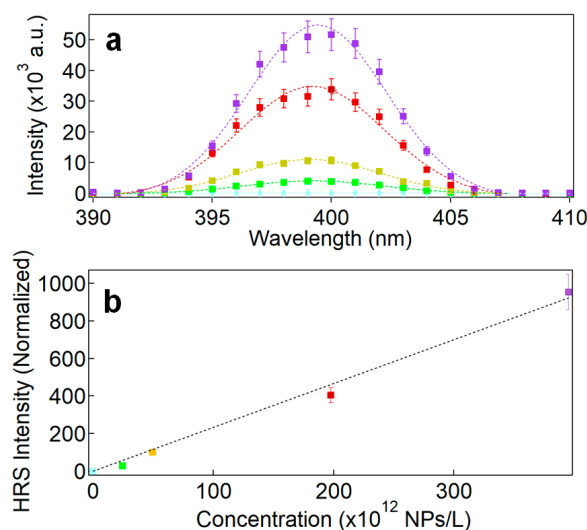 a
Intensity (x10³ a.u.)
50
40
30
20
10
0
390 395 400 405 410
Wavelength (nm)
b
HRS Intensity (Normalized)
1000
800
600
400
200
0
0 100 200 300
Concentration (x10¹² NPs/L)